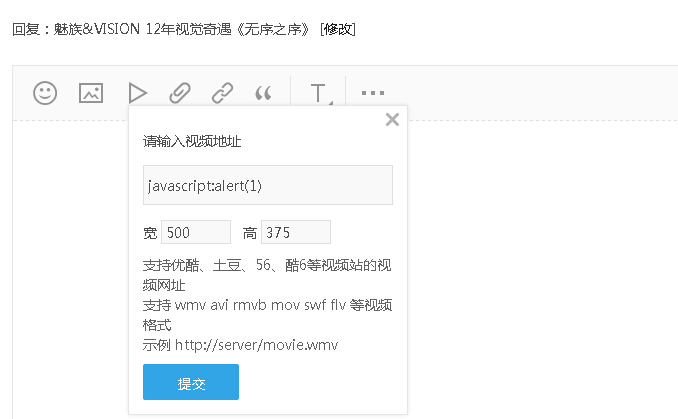 回复：魅族&VISION 12年视觉奇遇《无序之序》 [修改]
T
请输入视频地址
javascript:alert(1)
宽 500 高 375
支持优酷、土豆、56、酷6等视频站的视
频网址
支持 wmv avi rmvb mov swf flv 等视频
格式
示例 http://server/movie.wmv
提交